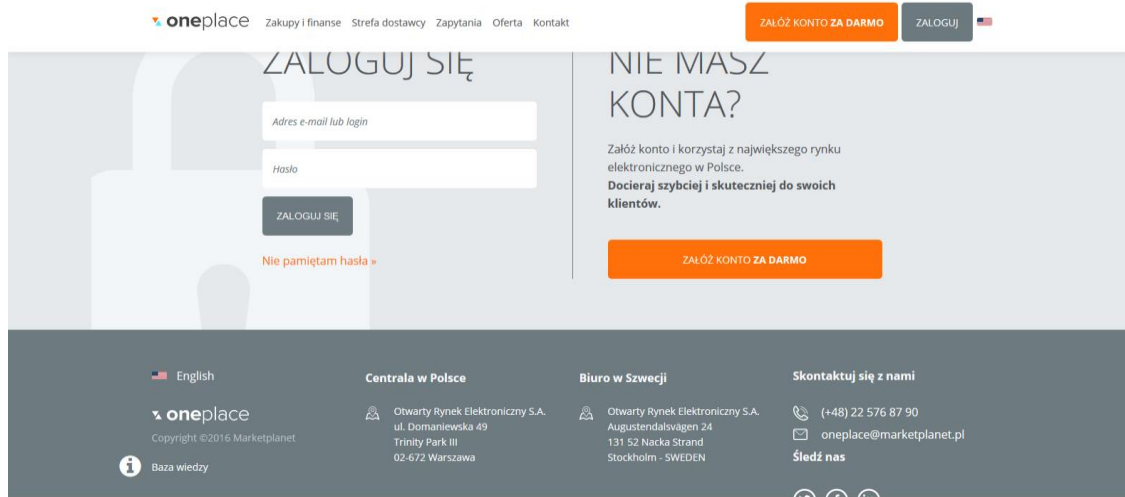 oneplace
Zakupy i finanse Strefa dostawcy Zapytania Oferta Kontakt
ZAŁÓŻ KONTO ZA DARMO
ZALOGUJ
ZALOGUJ SIĘ
Adres e-mail lub login
Hasło
ZALOGUJ SIĘ
Nie pamiętam hasła »
NIE MASZ
KONTA?
Załóż konto i korzystaj z największego rynku
elektronicznego w Polsce.
Docieraj szybciej i skuteczniej do swoich
klientów.
ZAŁÓŻ KONTO ZA DARMO
English
oneplace
Copyright ©2016 Marketplanet
Baza wiedzy
Centrala w Polsce
Otwarty Rynek Elektroniczny S.A.
ul. Domaniewska 49
Trinity Park III
02-672 Warszawa
Biuro w Szwecji
Otwarty Rynek Elektroniczny S.A.
Augustendalsvägen 24
131 52 Nacka Strand
Stockholm - SWEDEN
Skontaktuj się z nami
(+48) 22 576 87 90
oneplace@marketplanet.pl
Śledź nas